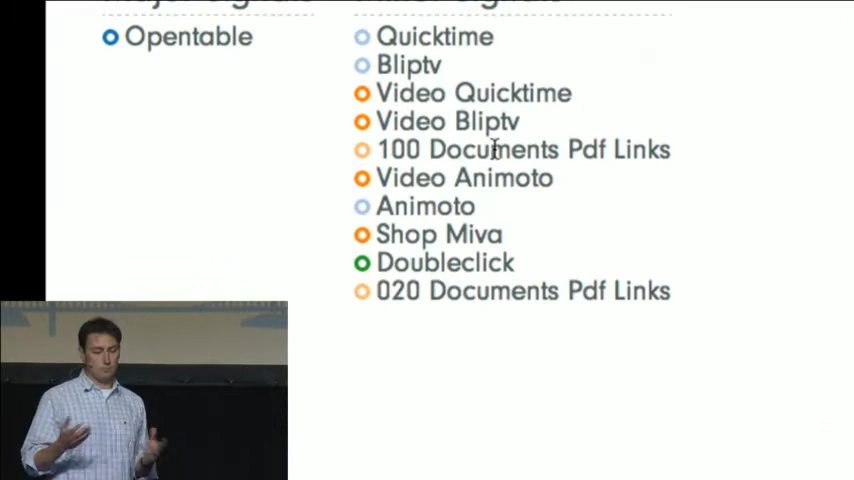 Opentable
Quicktime
Bliptv
Video Quicktime
Video Bliptv
100 Documents Pdf Links
Video Animoto
Animoto
Shop Miva
Doubleclick
020 Documents Pdf Links